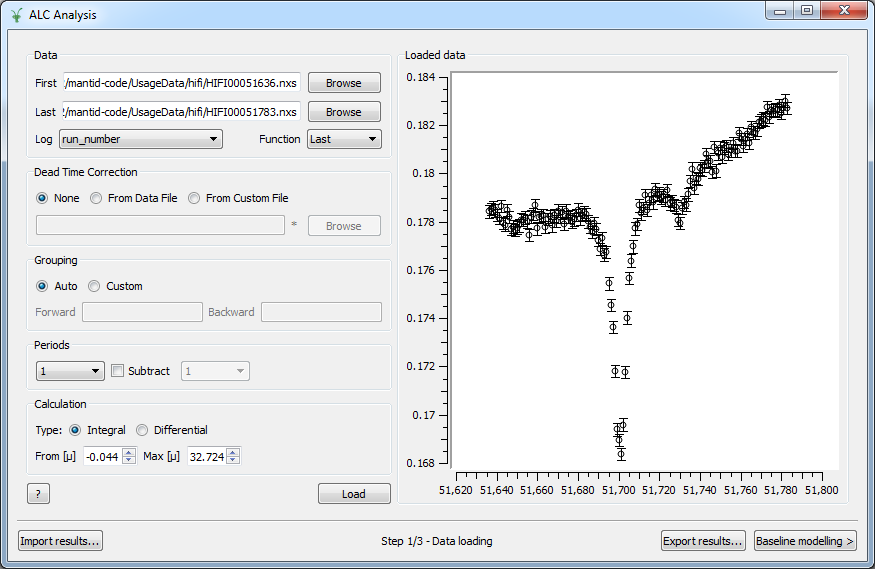 ALC Analysis
Data
First :/mantid-code/UsageData/hifi/HIFI00051636.nxs Browse
Last !/mantid-code/UsageData/hifi/HIFI00051783.nxs Browse
Log run_number Function Last
Dead Time Correction
None From Data File From Custom File
* Browse
Grouping
Auto Custom
Forward Backward
Periods
1 Subtract 1
Calculation
Type: Integral Differential
From [µ] -0.044 Max [µ] 32.724
? Load
Loaded data
0.184
0.182
0.18
0.178
0.176
0.174
0.172
0.17
0.168
51,620 51,640 51,660 51,680 51,700 51,720 51,740 51,760 51,780 51,800
Import results... Step 1/3 - Data loading Export results... Baseline modelling >